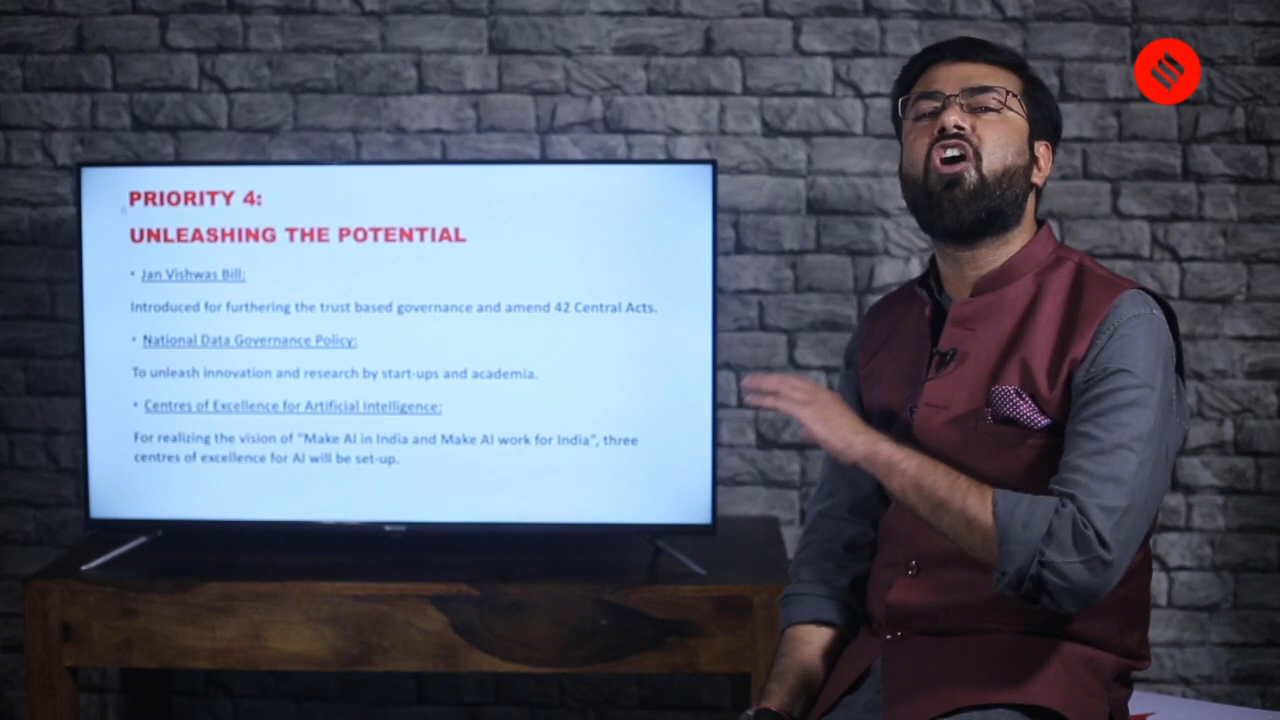 PRIORITY 4:
UNLEASHING THE POTENTIAL
• Jan Vishwas Bill:
Introduced for furthering the trust based governance and amend 42 Central Acts.
• National Data Governance Policy:
To unleash innovation and research by start-ups and academia.
• Centres of Excellence for Artificial Intelligence:
For realizing the vision of "Make AI in India and Make AI work for India", three
centres of excellence for AI will be set-up.